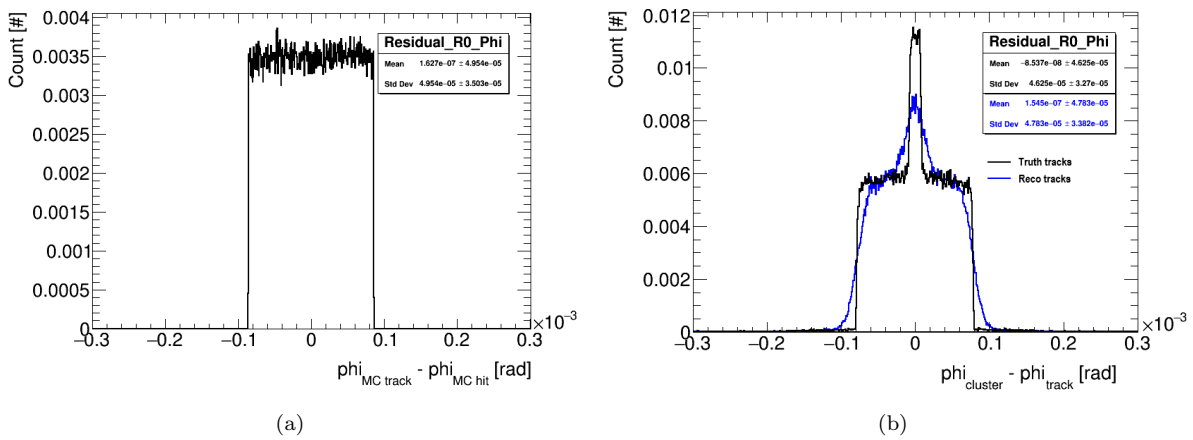 Count [#]
0.004
0.0035
0.003
0.0025
0.002
0.0015
0.001
0.0005
0
−0.3
−0.2
−0.1
0
0.1
0.2
0.3
×10⁻³
phi_MC track - phi_MC hit [rad]
Residual_R0_Phi
Mean 1.627e−07 ± 4.954e−05
Std Dev 4.954e−05 ± 3.503e−05
(a)
Count [#]
0.012
0.01
0.008
0.006
0.004
0.002
0
−0.3
−0.2
−0.1
0
0.1
0.2
0.3
×10⁻³
phi_cluster - phi_track [rad]
Residual_R0_Phi
Mean −8.537e−08 ± 4.625e−05
Std Dev 4.625e−05 ± 3.27e−05
Mean 1.545e−07 ± 4.783e−05
Std Dev 4.783e−05 ± 3.382e−05
Truth tracks
Reco tracks
(b)